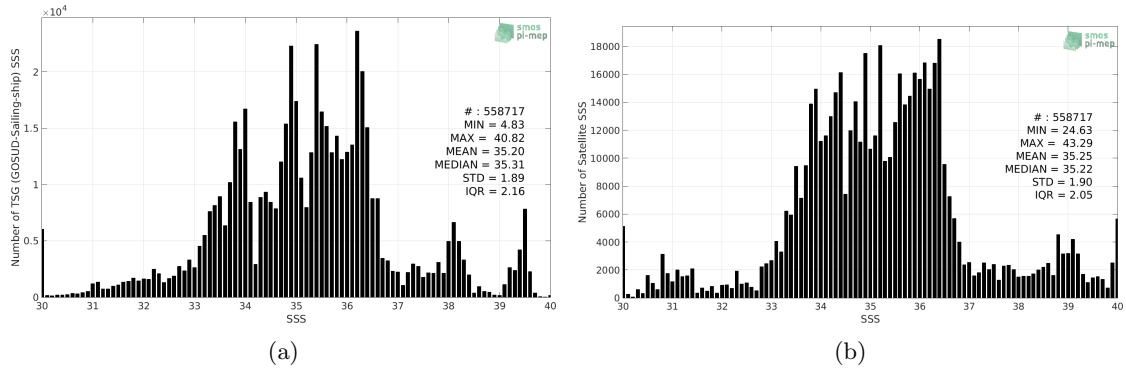 ×10⁴
smos
pi-mep
Number of TSG (GOSUD-Sailing-ship) SSS
2
1.5
1
0.5
0
# : 558717
MIN = 4.83
MAX = 40.82
MEAN = 35.20
MEDIAN = 35.31
STD = 1.89
IQR = 2.16
30 31 32 33 34 35 36 37 38 39 40
SSS
(a)
smos
pi-mep
Number of Satellite SSS
18000
16000
14000
12000
10000
8000
6000
4000
2000
0
# : 558717
MIN = 24.63
MAX = 43.29
MEAN = 35.25
MEDIAN = 35.22
STD = 1.90
IQR = 2.05
30 31 32 33 34 35 36 37 38 39 40
SSS
(b)